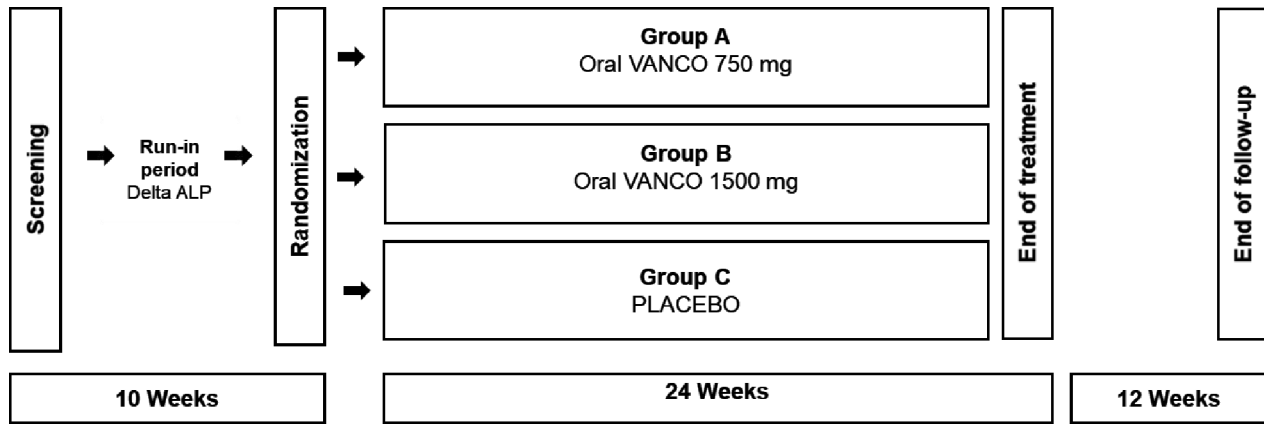 Screening
Run-in
period
Delta ALP
Randomization
Group A
Oral VANCO 750 mg
Group B
Oral VANCO 1500 mg
Group C
PLACEBO
End of treatment
End of follow-up
10 Weeks
24 Weeks
12 Weeks